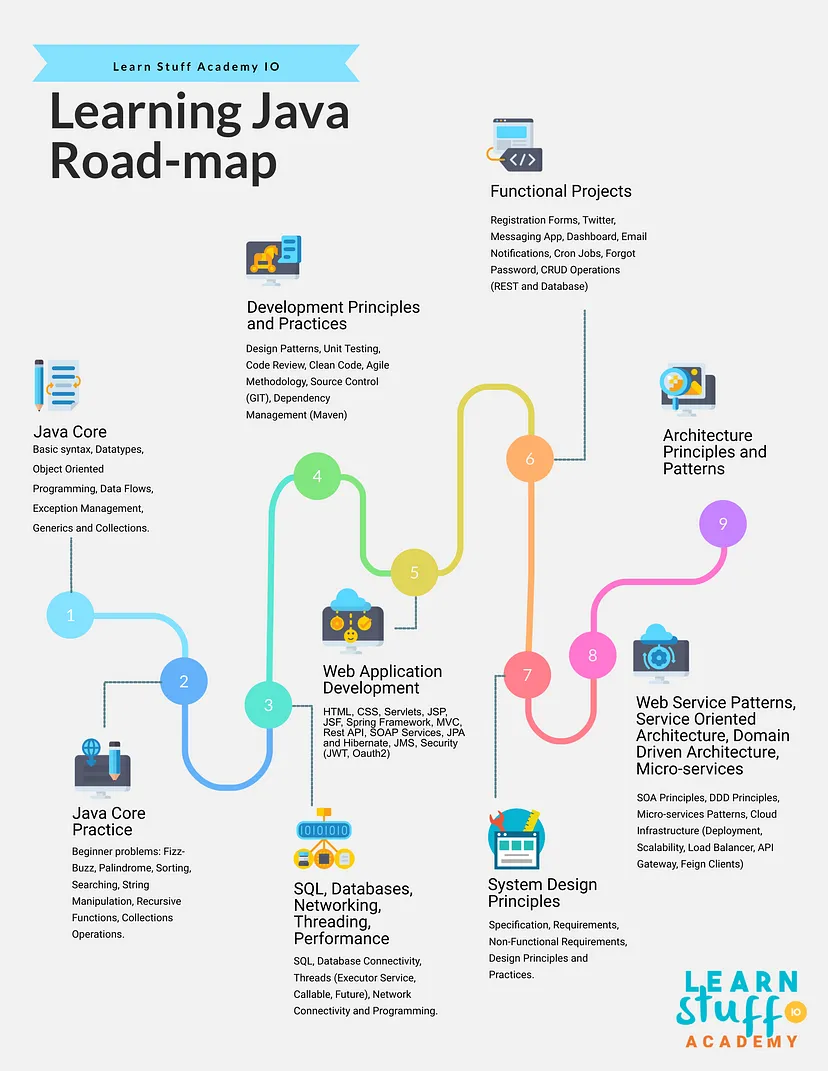 Learn Stuff Academy IO
Learning Java
Road-map
Java Core
Basic syntax, Datatypes,
Object Oriented
Programming, Data Flows,
Exception Management,
Generics and Collections.
1
2
Java Core
Practice
Beginner problems: Fizz-
Buzz, Palindrome, Sorting,
Searching, String
Manipulation, Recursive
Functions, Collections
Operations.
3
01010101
SQL, Databases,
Networking,
Threading,
Performance
SQL, Database Connectivity,
Threads (Executor Service,
Callable, Future), Network
Connectivity and Programming.
Development Principles
and Practices
Design Patterns, Unit Testing,
Code Review, Clean Code, Agile
Methodology, Source Control
(GIT), Dependency
Management (Maven)
4
5
Web Application
Development
HTML, CSS, Servlets, JSP,
JSF, Spring Framework, MVC,
Rest API, SOAP Services, JPA
and Hibernate, JMS, Security
(JWT, Oauth2)
</>
Functional Projects
Registration Forms, Twitter,
Messaging App, Dashboard, Email
Notifications, Cron Jobs, Forgot
Password, CRUD Operations
(REST and Database)
6
7
System Design
Principles
Specification, Requirements,
Non-Functional Requirements,
Design Principles and
Practices.
8
Web Service Patterns,
Service Oriented
Architecture, Domain
Driven Architecture,
Micro-services
SOA Principles, DDD Principles,
Micro-services Patterns, Cloud
Infrastructure (Deployment,
Scalability, Load Balancer, API
Gateway, Feign Clients)
Architecture
Principles and
Patterns
9
LEARN
stuff IO
ACADEMY